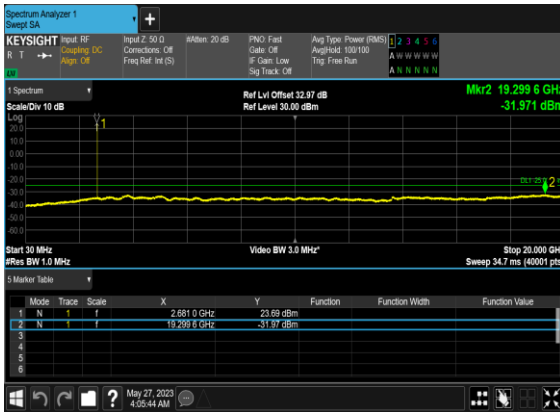 Spectrum Analyzer 1
Swept SA
+
KEYSIGHT Input: RF Input Z: 50 Ω #Atten: 20 dB PNO: Fast Avg Type: Power (RMS) 1 2 3 4 5 6
R T Coupling: DC Corrections: Off Gate: Off Avg|Hold: 100/100 A W W W W W
Align: Off Freq Ref: Int (S) IF Gain: Low Trig: Free Run
LXI Sig Track: Off A N N N N N
1 Spectrum Ref Lvl Offset 32.97 dB Mkr2 19.299 6 GHz
Scale/Div 10 dB Ref Level 30.00 dBm -31.971 dBm
Log
1
20.0
10.0
0.00
-10.0
-20.0
DL1 -25.0
2
-30.0
-40.0
-50.0
-60.0
Start 30 MHz Video BW 3.0 MHz* Stop 20.000 GH
#Res BW 1.0 MHz Sweep 34.7 ms (40001 pts
5 Marker Table
Mode Trace Scale X Y Function Function Width Function Value
1 N 1 f 2.681 0 GHz 23.69 dBm
2 N 1 f 19.299 6 GHz -31.97 dBm
3
4
5
6
? May 27, 2023
4:05:44 AM